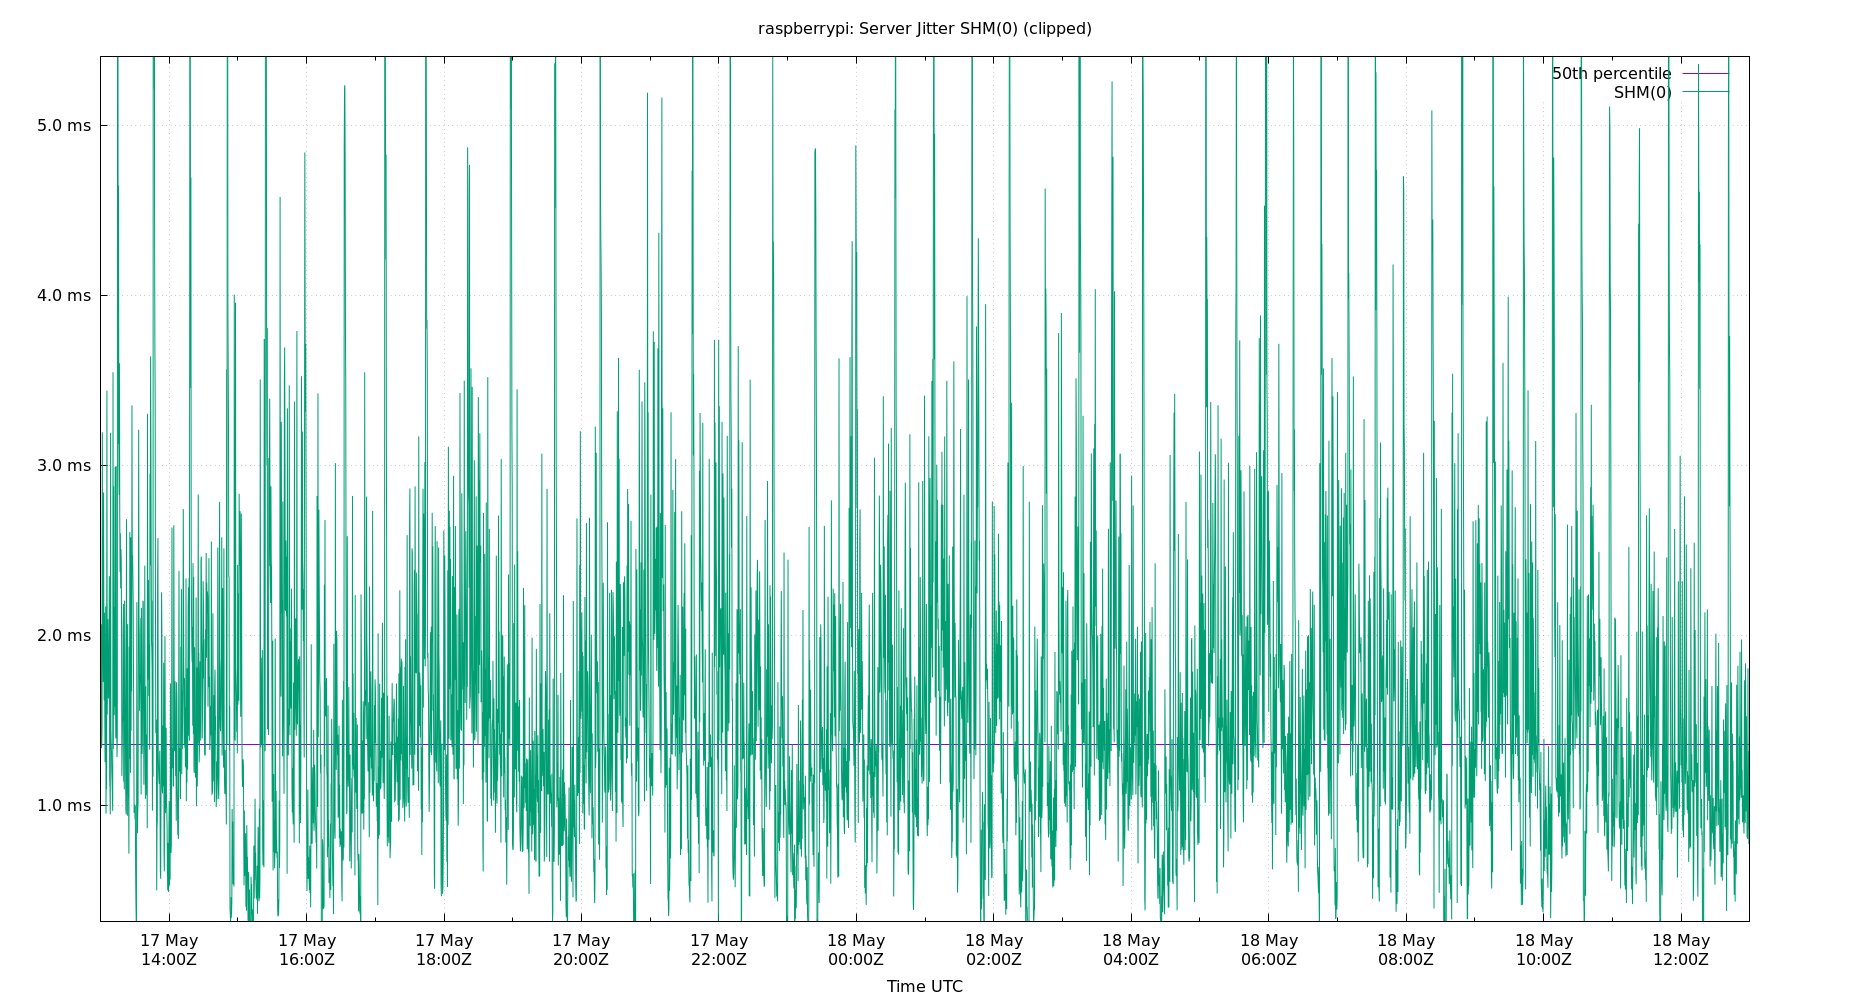 raspberrypi: Server Jitter SHM(0) (clipped)
50th percentile
SHM(0)
5.0 ms
4.0 ms
3.0 ms
2.0 ms
1.0 ms
17 May 17 May 17 May 17 May 17 May 18 May 18 May 18 May 18 May 18 May 18 May 18 May
14:00Z 16:00Z 18:00Z 20:00Z 22:00Z 00:00Z 02:00Z 04:00Z 06:00Z 08:00Z 10:00Z 12:00Z
Time UTC